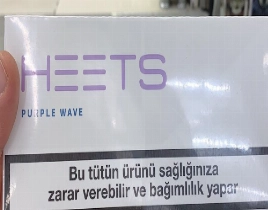 HEETS
PURPLE WAVE
Bu tütün ürünü sağlığınıza
zarar verebilir ve bağımlılık yapar